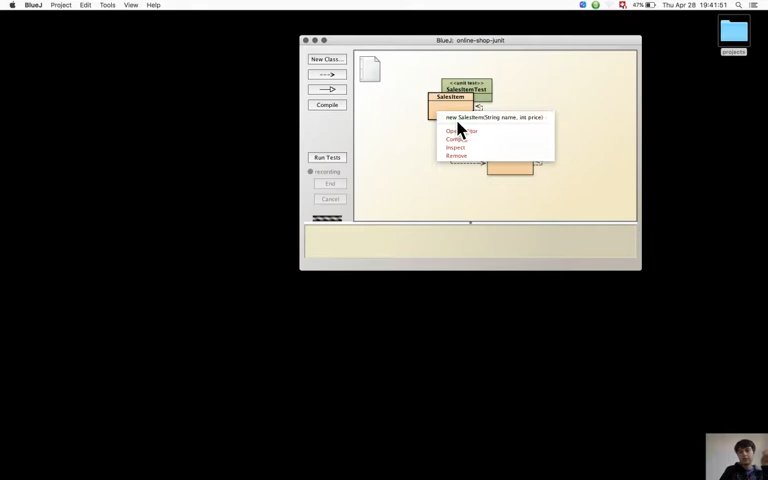 BlueJ Project Edit Tools View Help
47% Thu Apr 28 19:41:51
BlueJ: online-shop-junit
New Class...
Compile
Run Tests
recording
End
Cancel
<<unit test>>
SalesItemTest
SalesItem
new SalesItem(String name, int price)
Inspect
Remove
projects